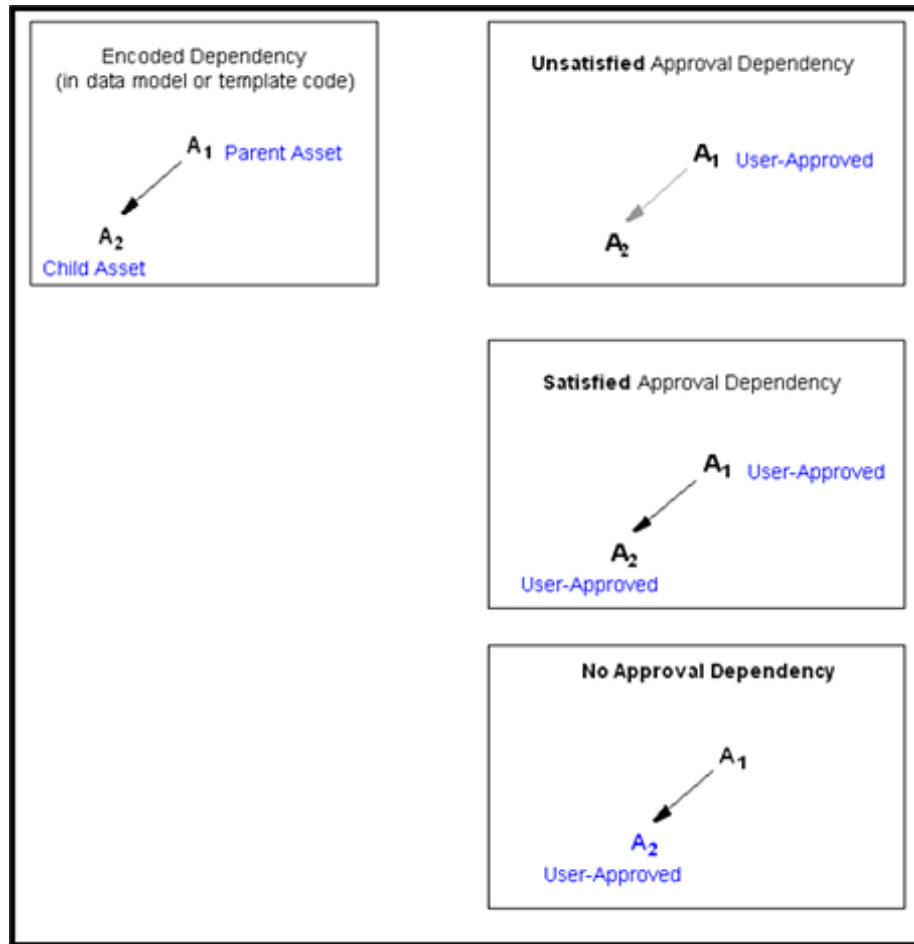 Encoded Dependency
(in data model or template code)
A1 Parent Asset
A2
Child Asset
Unsatisfied Approval Dependency
A1 User-Approved
A2
Satisfied Approval Dependency
A1 User-Approved
A2
User-Approved
No Approval Dependency
A1
A2
User-Approved